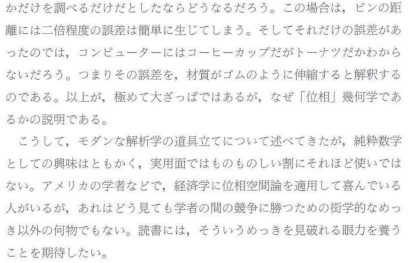 かだけを調べるだけだとしたならどうなるだろう。この場合は，ピンの距
離には二倍程度の誤差は簡単に生じてしまう。そしてそれだけの誤差があ
ったのでは，コンピューターにはコーヒーカップだがトーナツだかわから
ないだろう。つまりその誤差を，材質がゴムのように伸縮すると解釈する
のである。以上が，極めて大ざっぱではあるが，なぜ「位相」幾何学であ
るかの説明である。
こうして，モダンな解析学の道具立てについて述べてきたが，純粋数学
としての興味はともかく，実用面ではものものしい割にそれほど使いでは
ない。アメリカの学者などで，経済学に位相空間論を適用して喜んでいる
人がいるが，あれはどう見ても学者の間の競争に勝つための衒学的なめっ
き以外の何物でもない。読書には，そういうめっきを見破れる眼力を養う
ことを期待したい。